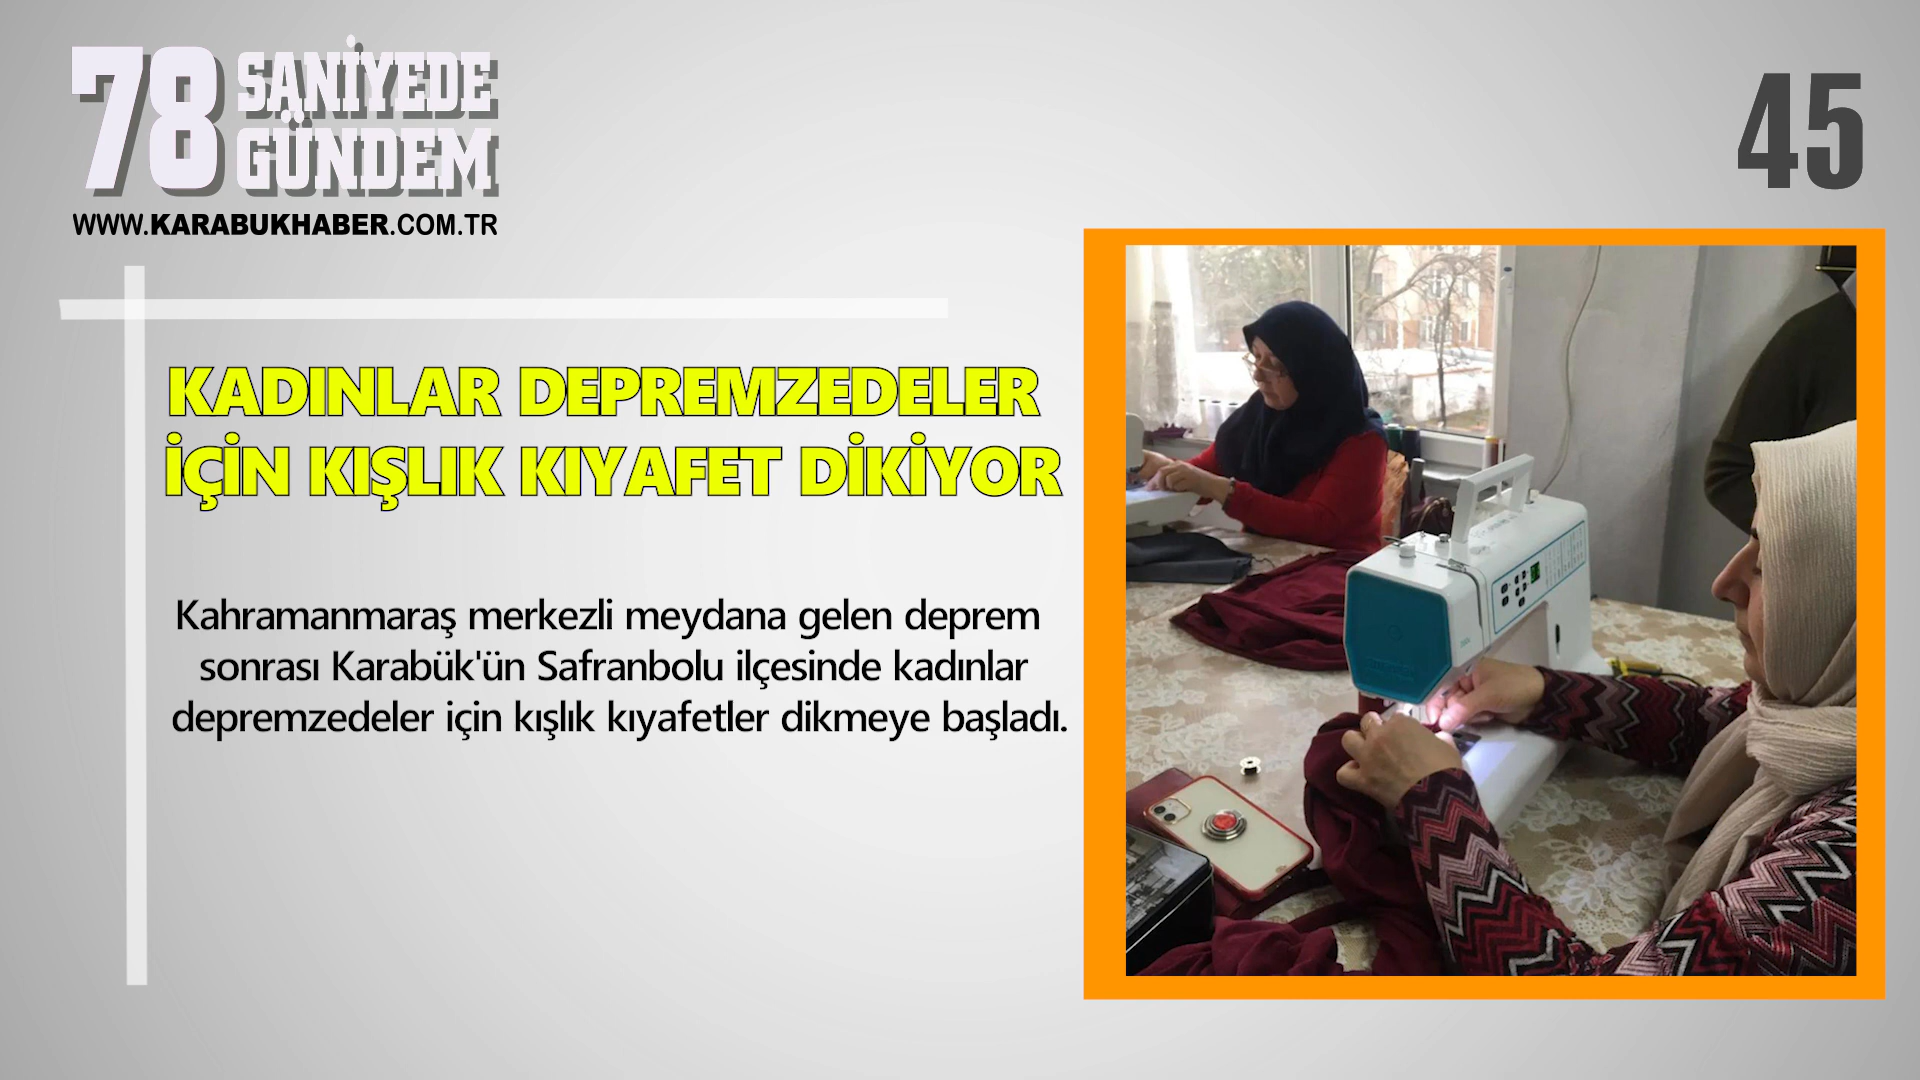 78 SANİYEDE
GÜNDEM
WWW.KARABUKHABER.COM.TR
45
KADINLAR DEPREMZEDELER
İÇİN KIŞLIK KIYAFET DİKİYOR
Kahramanmaraş merkezli meydana gelen deprem
sonrası Karabük'ün Safranbolu ilçesinde kadınlar
depremzedeler için kışlık kıyafetler dikmeye başladı.